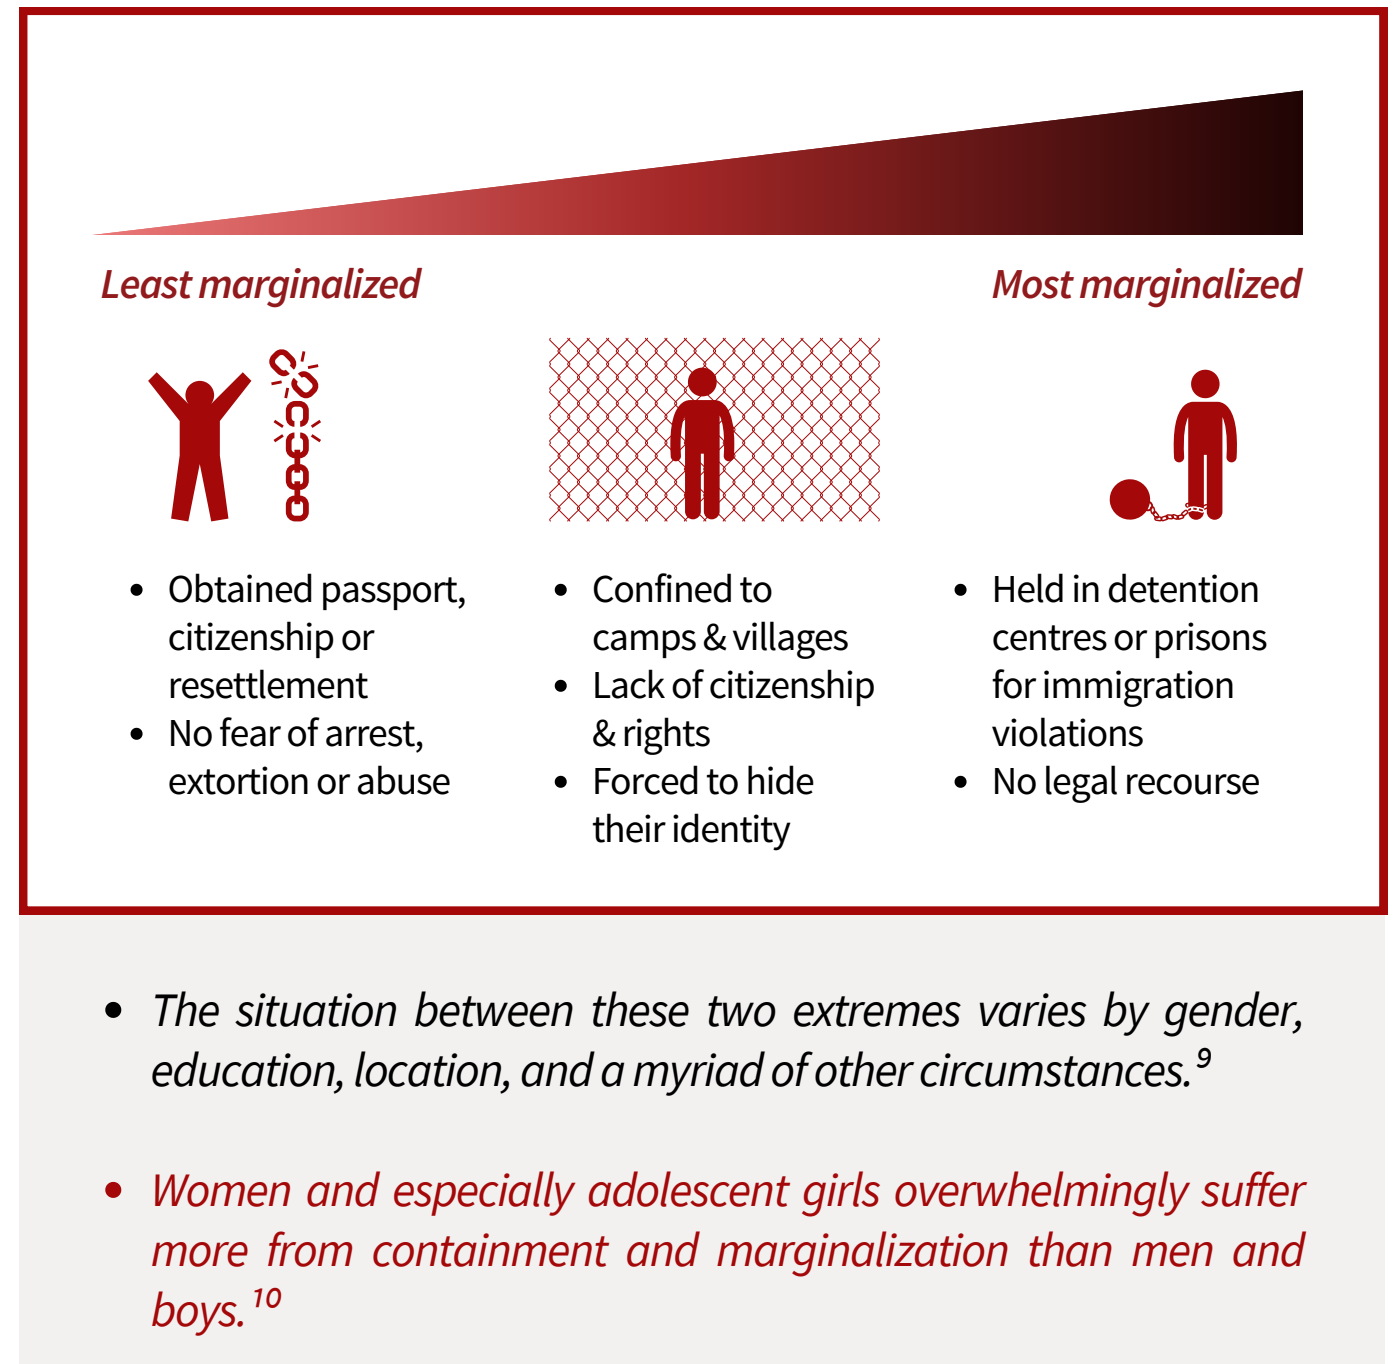 Least marginalized
Most marginalized
• Obtained passport,
citizenship or
resettlement
• No fear of arrest,
extortion or abuse
• Confined to
camps & villages
• Lack of citizenship
& rights
• Forced to hide
their identity
• Held in detention
centres or prisons
for immigration
violations
• No legal recourse
• The situation between these two extremes varies by gender,
education, location, and a myriad of other circumstances.⁹
• Women and especially adolescent girls overwhelmingly suffer
more from containment and marginalization than men and
boys.¹⁰